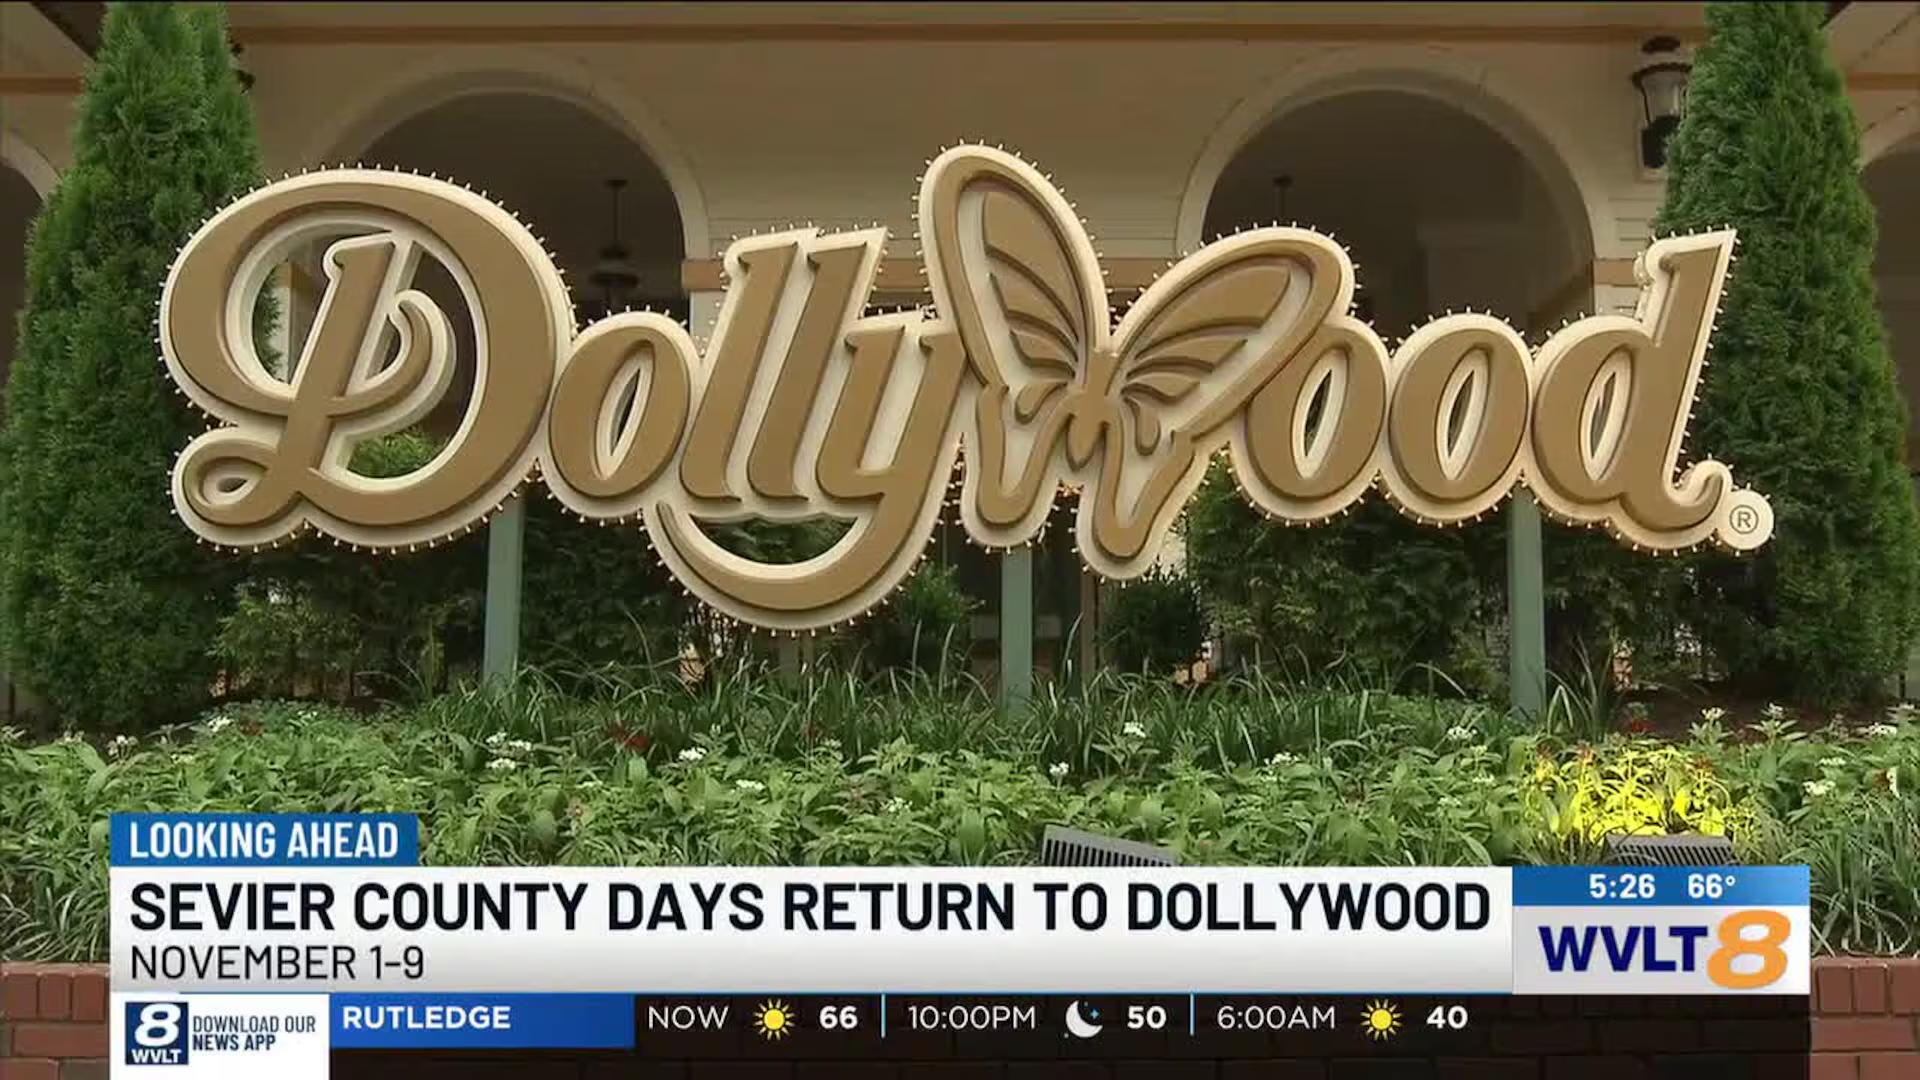 Dollywood®
LOOKING AHEAD
SEVIER COUNTY DAYS RETURN TO DOLLYWOOD
NOVEMBER 1-9
5:26 66°
WVLT8
8 WVLT
DOWNLOAD OUR
NEWS APP
RUTLEDGE
NOW 66 10:00PM 50 6:00AM 40